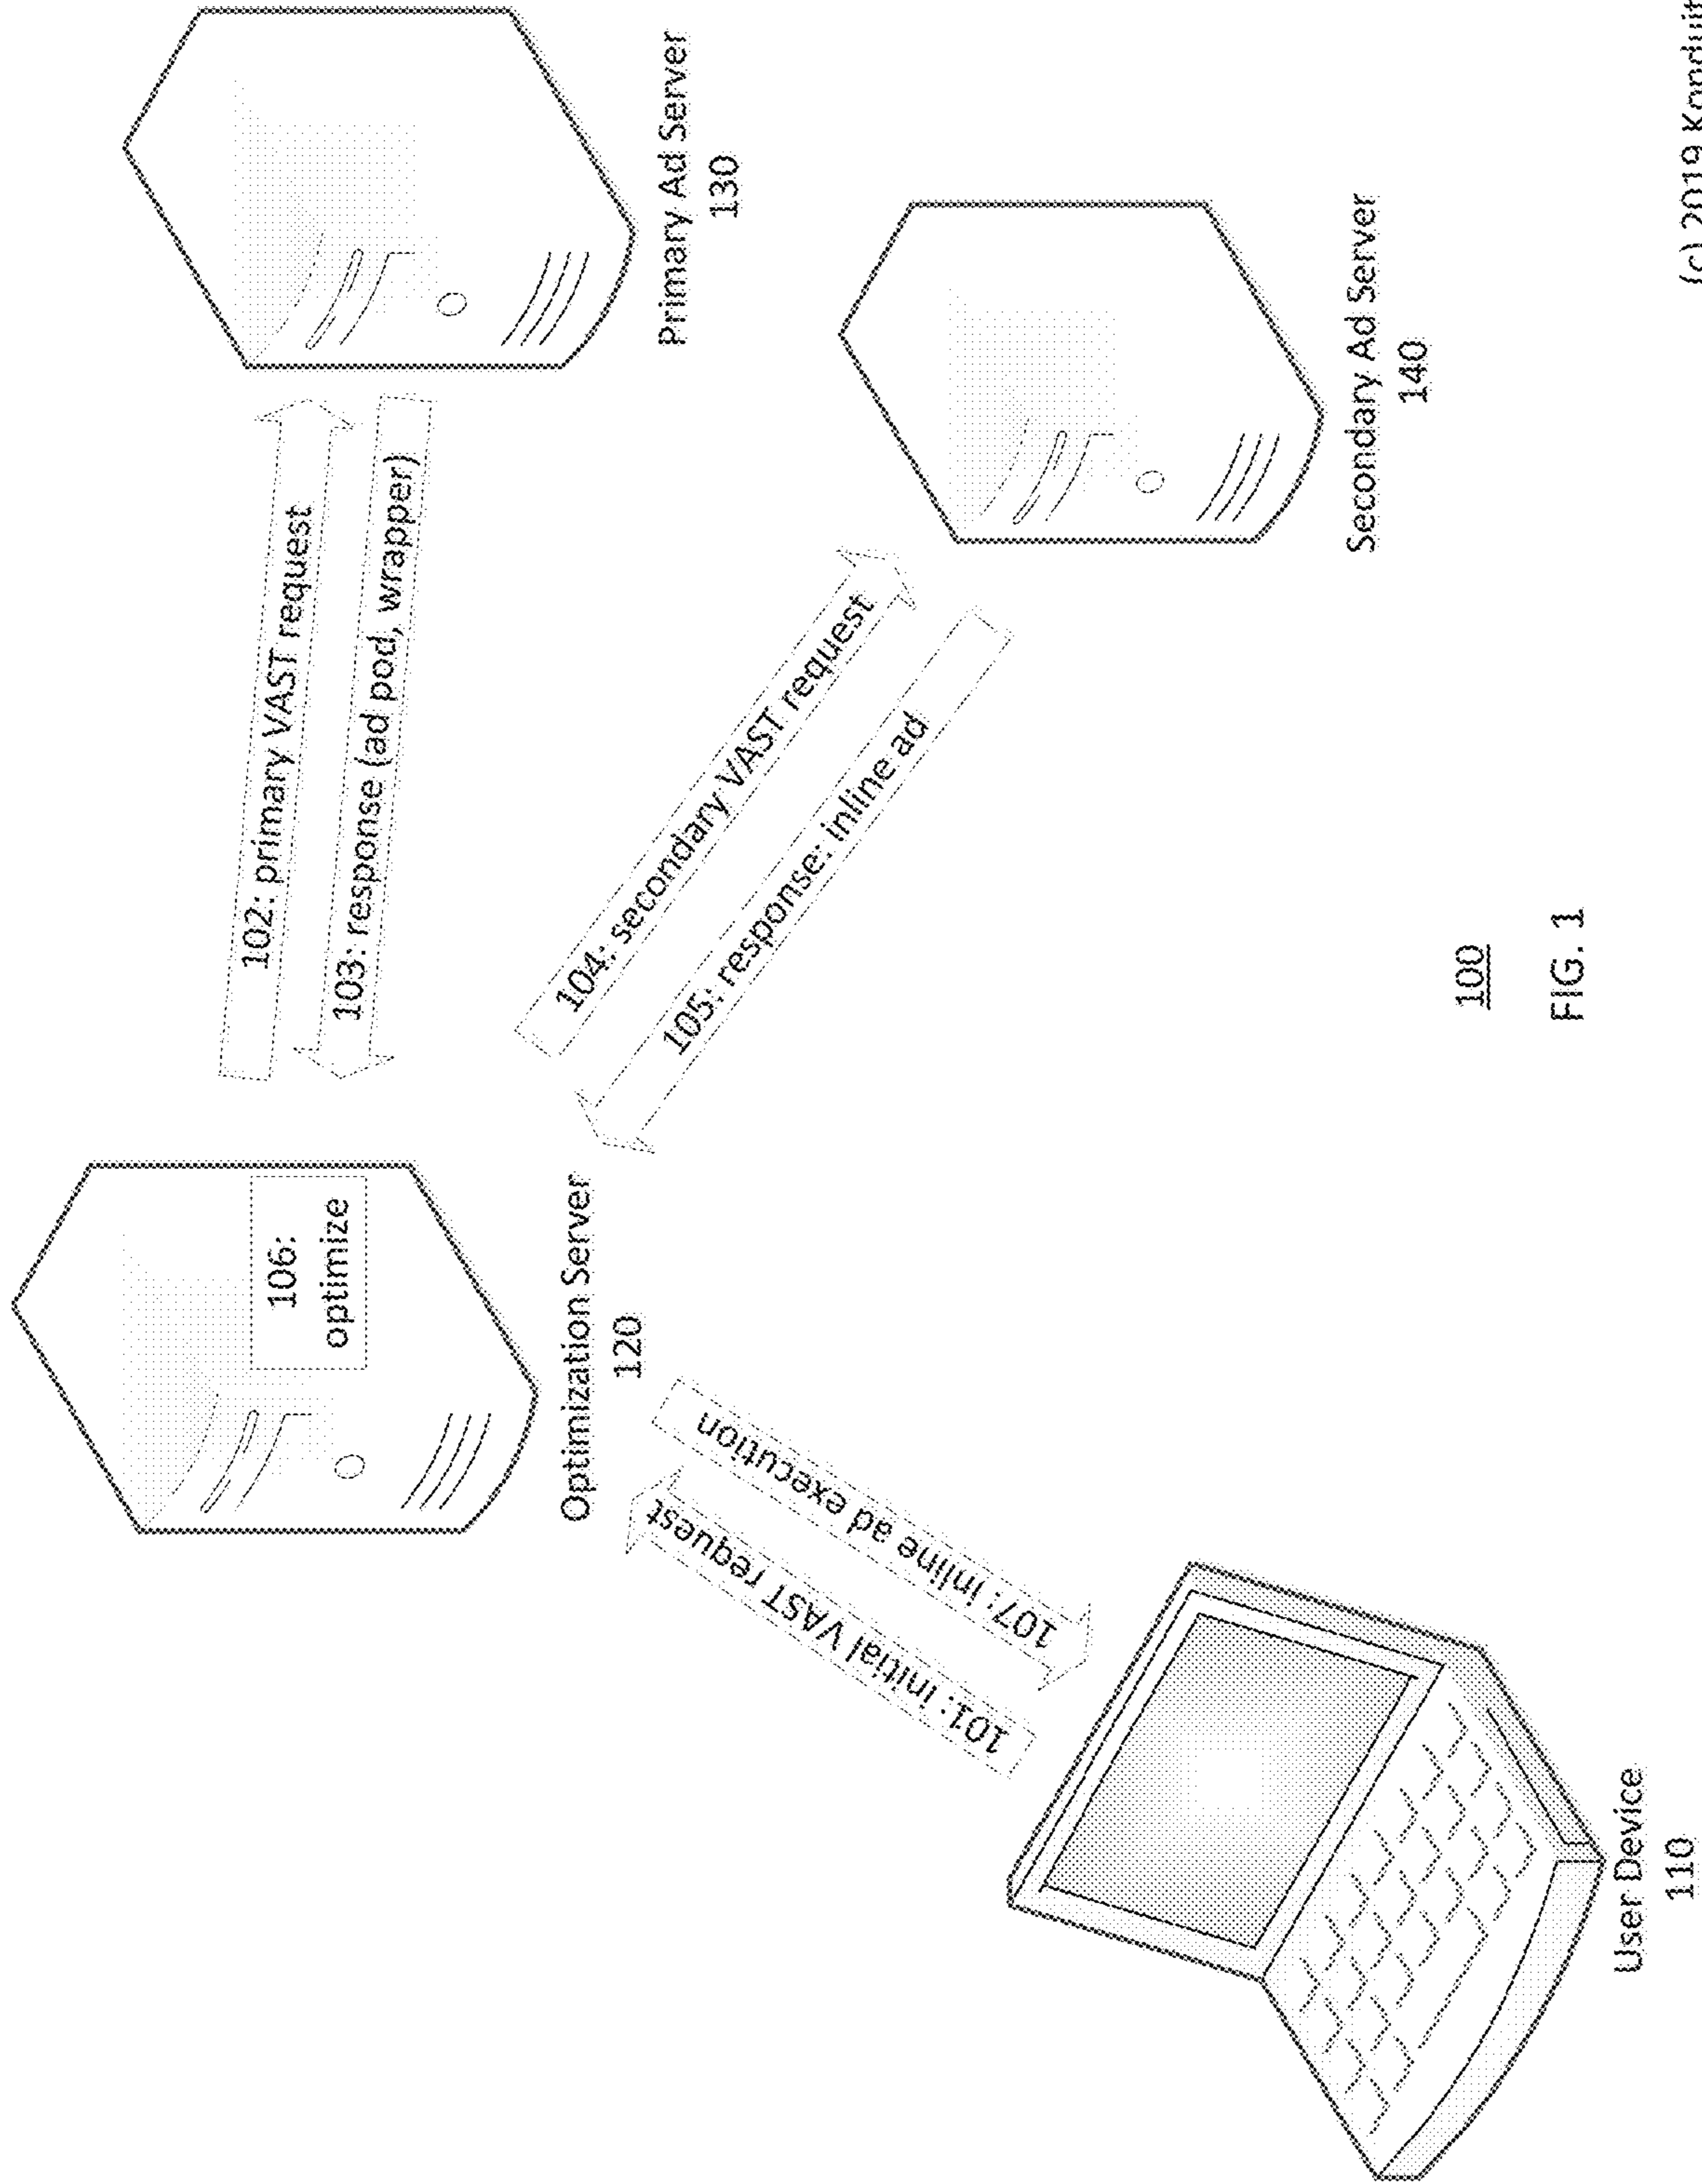 106:
optimize
Optimization Server
120
102: primary VAST request
103: response (ad pod, wrapper)
Primary Ad Server
130
104: secondary VAST request
105: response: inline ad
Secondary Ad Server
140
101: initial VAST request
107: inline ad execution
User Device
110
100
FIG. 1
(c) 2019 Konduit